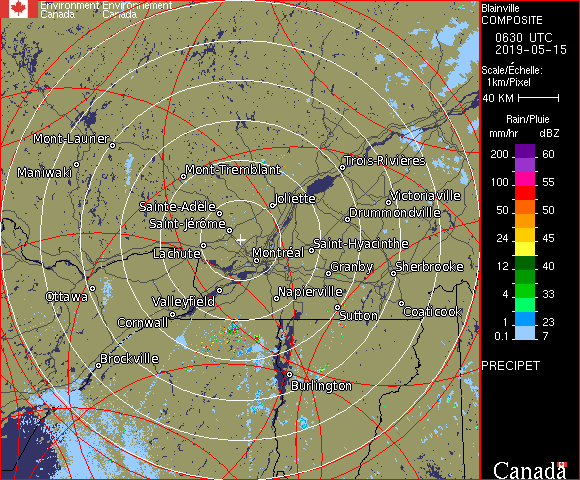 Environment Environnement
Canada Canada
Blainville
COMPOSITE
0630 UTC
2019-05-15
Scale/Échelle:
1km/Pixel
40 KM
Rain/Pluie
mm/hr dBZ
200 60
100 55
50 50
24 45
12 40
4 33
1 23
0.1 7
PRECIPET
Canada
Mont-Laurier
Maniwaki
Mont-Tremblant
Trois-Rivières
Sainte-Adèle
Joliette
Victoriaville
Drummondville
Saint-Jérôme
Lachute
Montréal
Saint-Hyacinthe
Granby
Sherbrooke
Ottawa
Valleyfield
Napierville
Cornwall
Sutton
Coaticook
Brockville
Burlington